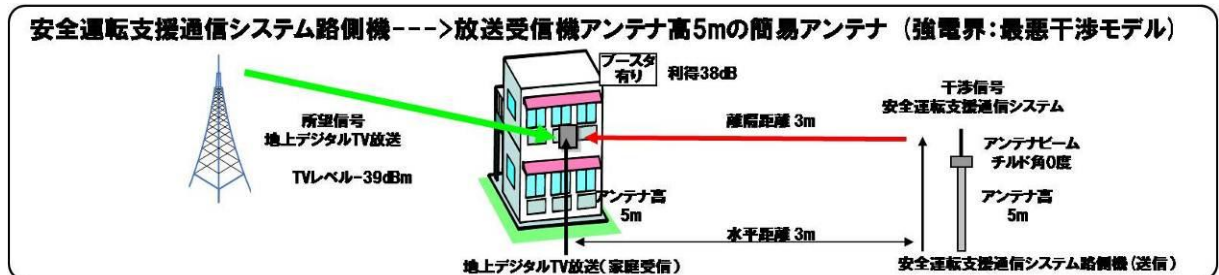 安全運転支援通信システム路側機--->放送受信機アンテナ高5mの簡易アンテナ（強電界：最悪干渉モデル）
ブースタ
有り
利得38dB
干渉信号
安全運転支援通信システム
所望信号
地上デジタルTV放送
離隔距離 3m
アンテナビーム
チルド角0度
TVレベル-39dBm
アンテナ高
5m
アンテナ高
5m
水平距離 3m
地上デジタルTV放送(家庭受信)
安全運転支援通信システム路側機(送信)